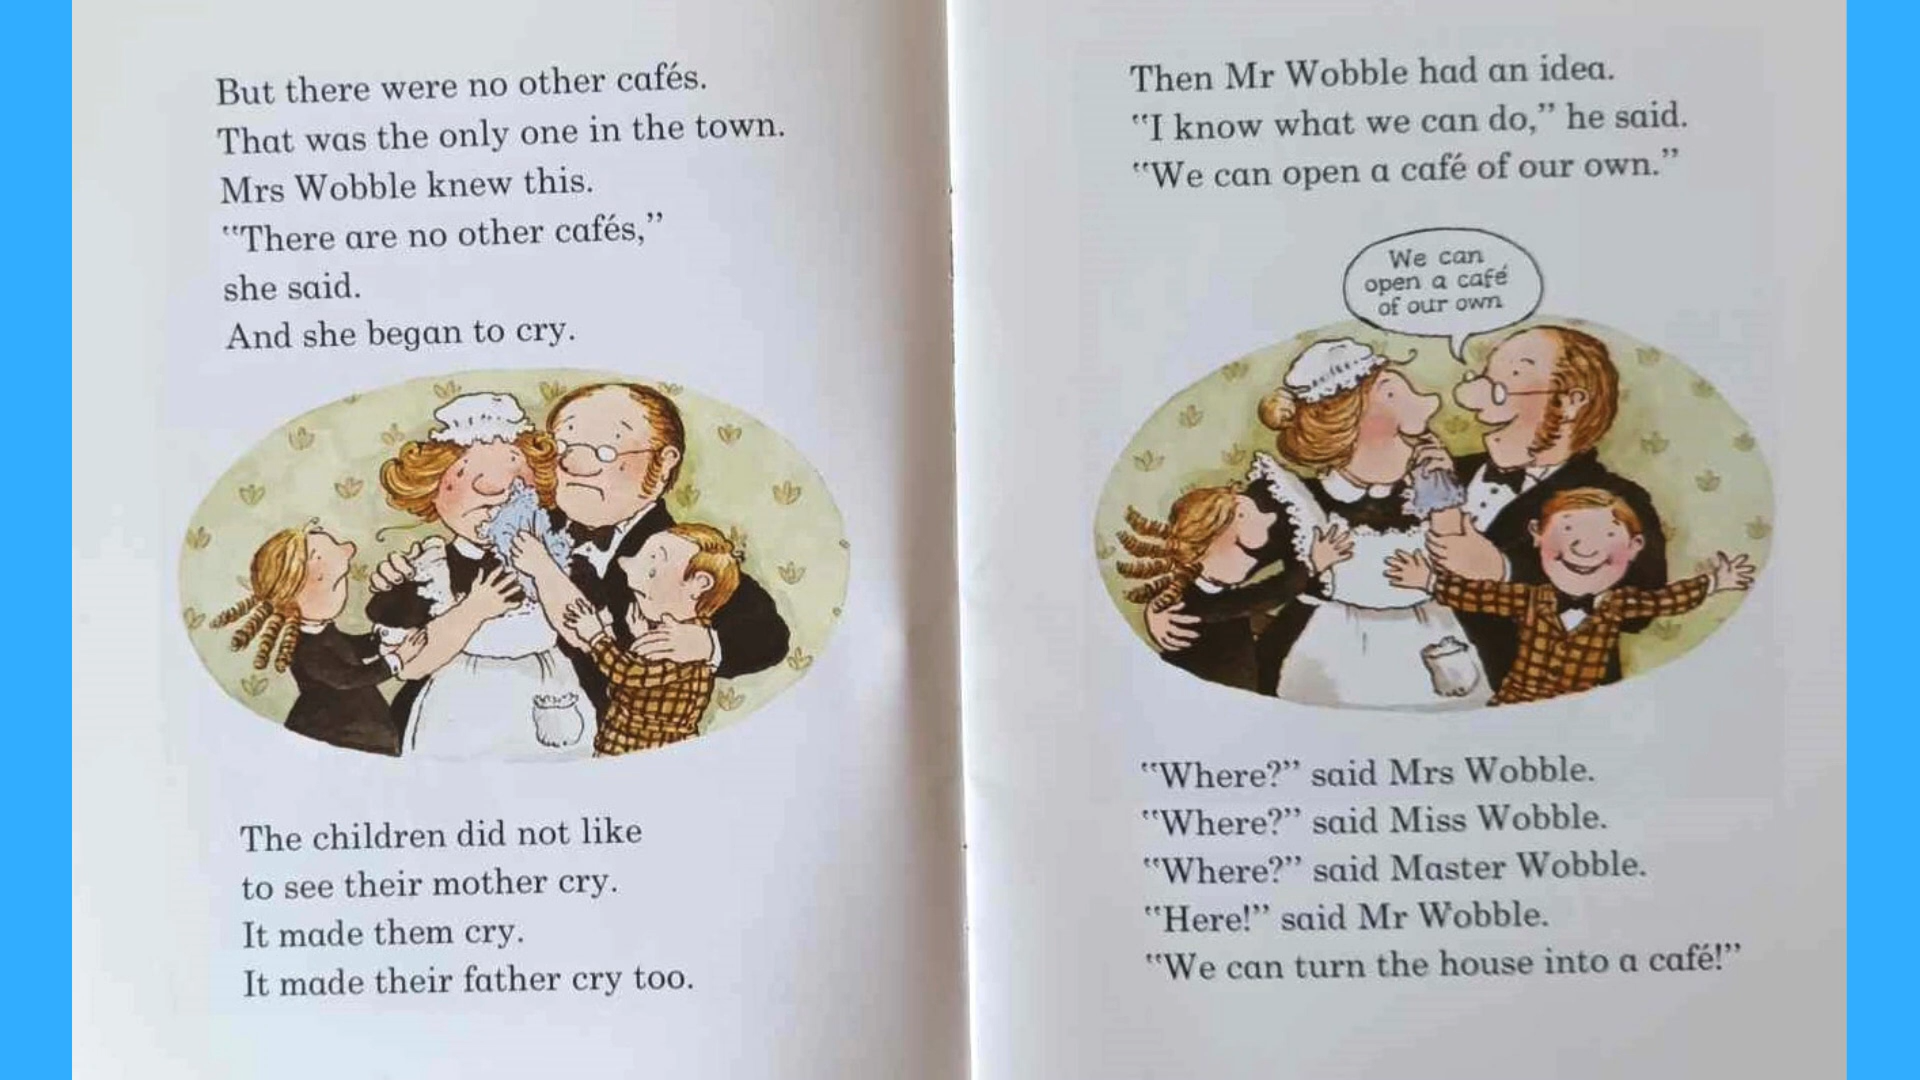 But there were no other cafés.
That was the only one in the town.
Mrs Wobble knew this.
“There are no other cafés,”
she said.
And she began to cry.
The children did not like
to see their mother cry.
It made them cry.
It made their father cry too.
Then Mr Wobble had an idea.
“I know what we can do,” he said.
“We can open a café of our own.”
We can
open a café
of our own
“Where?” said Mrs Wobble.
“Where?” said Miss Wobble.
“Where?” said Master Wobble.
“Here!” said Mr Wobble.
“We can turn the house into a café!”